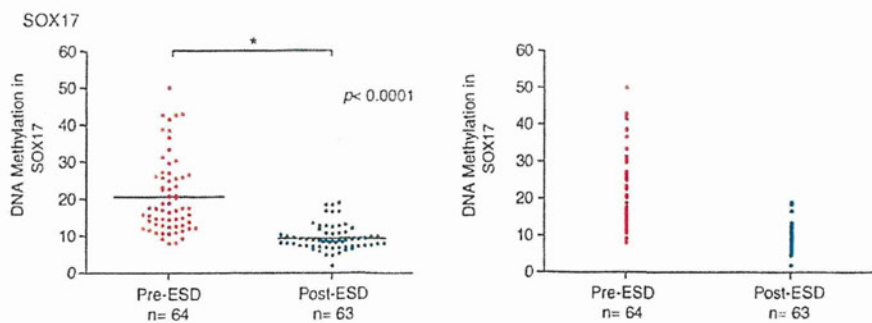 SOX17
DNA Methylation in
SOX17
60
50
40
30
20
10
0
*
p< 0.0001
Pre-ESD
n= 64
Post-ESD
n= 63
DNA Methylation in
SOX17
60
50
40
30
20
10
0
Pre-ESD
n= 64
Post-ESD
n= 63